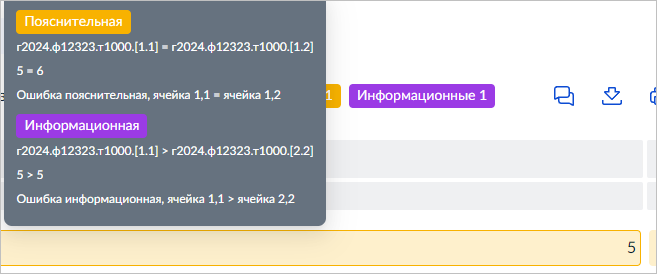 Пояснительная
г2024.ф12323.т1000.[1.1] = г2024.ф12323.т1000.[1.2]
5 = 6
Ошибка пояснительная, ячейка 1,1 = ячейка 1,2
1
Информационные 1
Информационная
г2024.ф12323.т1000.[1.1] > г2024.ф12323.т1000.[2.2]
5 > 5
Ошибка информационная, ячейка 1,1 > ячейка 2,2
5